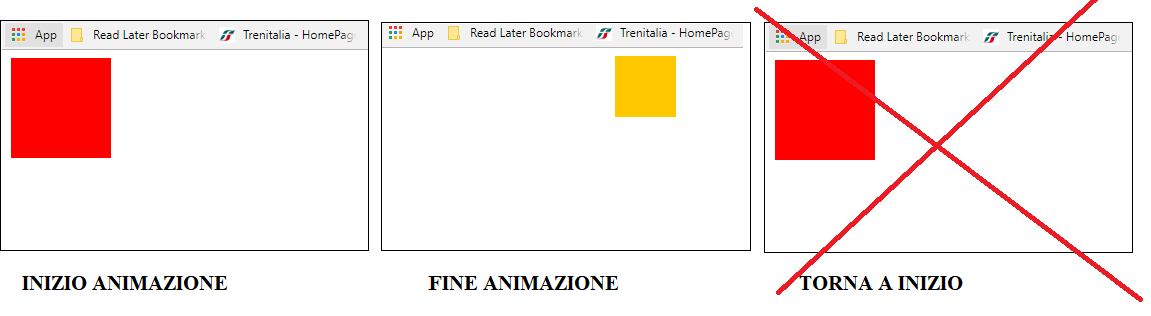 App Read Later Bookmark Trenitalia - HomePag
App Read Later Bookmark Trenitalia - HomePag
App Read Later Bookmark Trenitalia - HomePag
INIZIO ANIMAZIONE
FINE ANIMAZIONE
TORNA A INIZIO